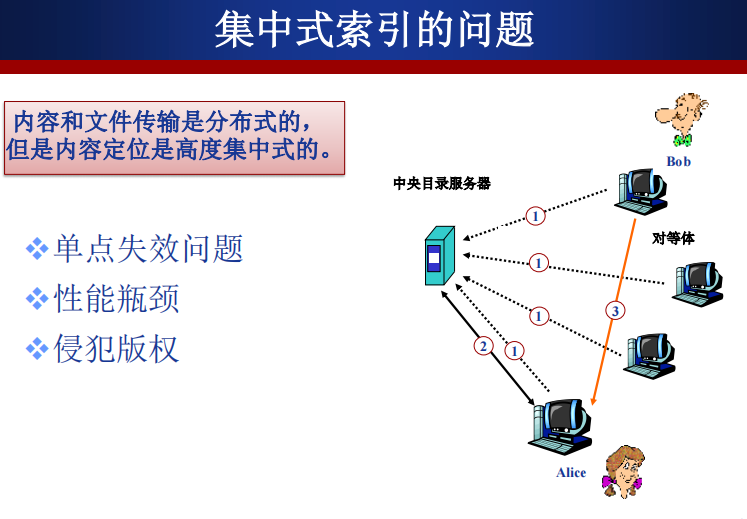 集中式索引的问题
内容和文件传输是分布式的，
但是内容定位是高度集中式的。
单点失效问题
性能瓶颈
侵犯版权
Bob
中央目录服务器
1
对等体
1
1
3
2
1
Alice